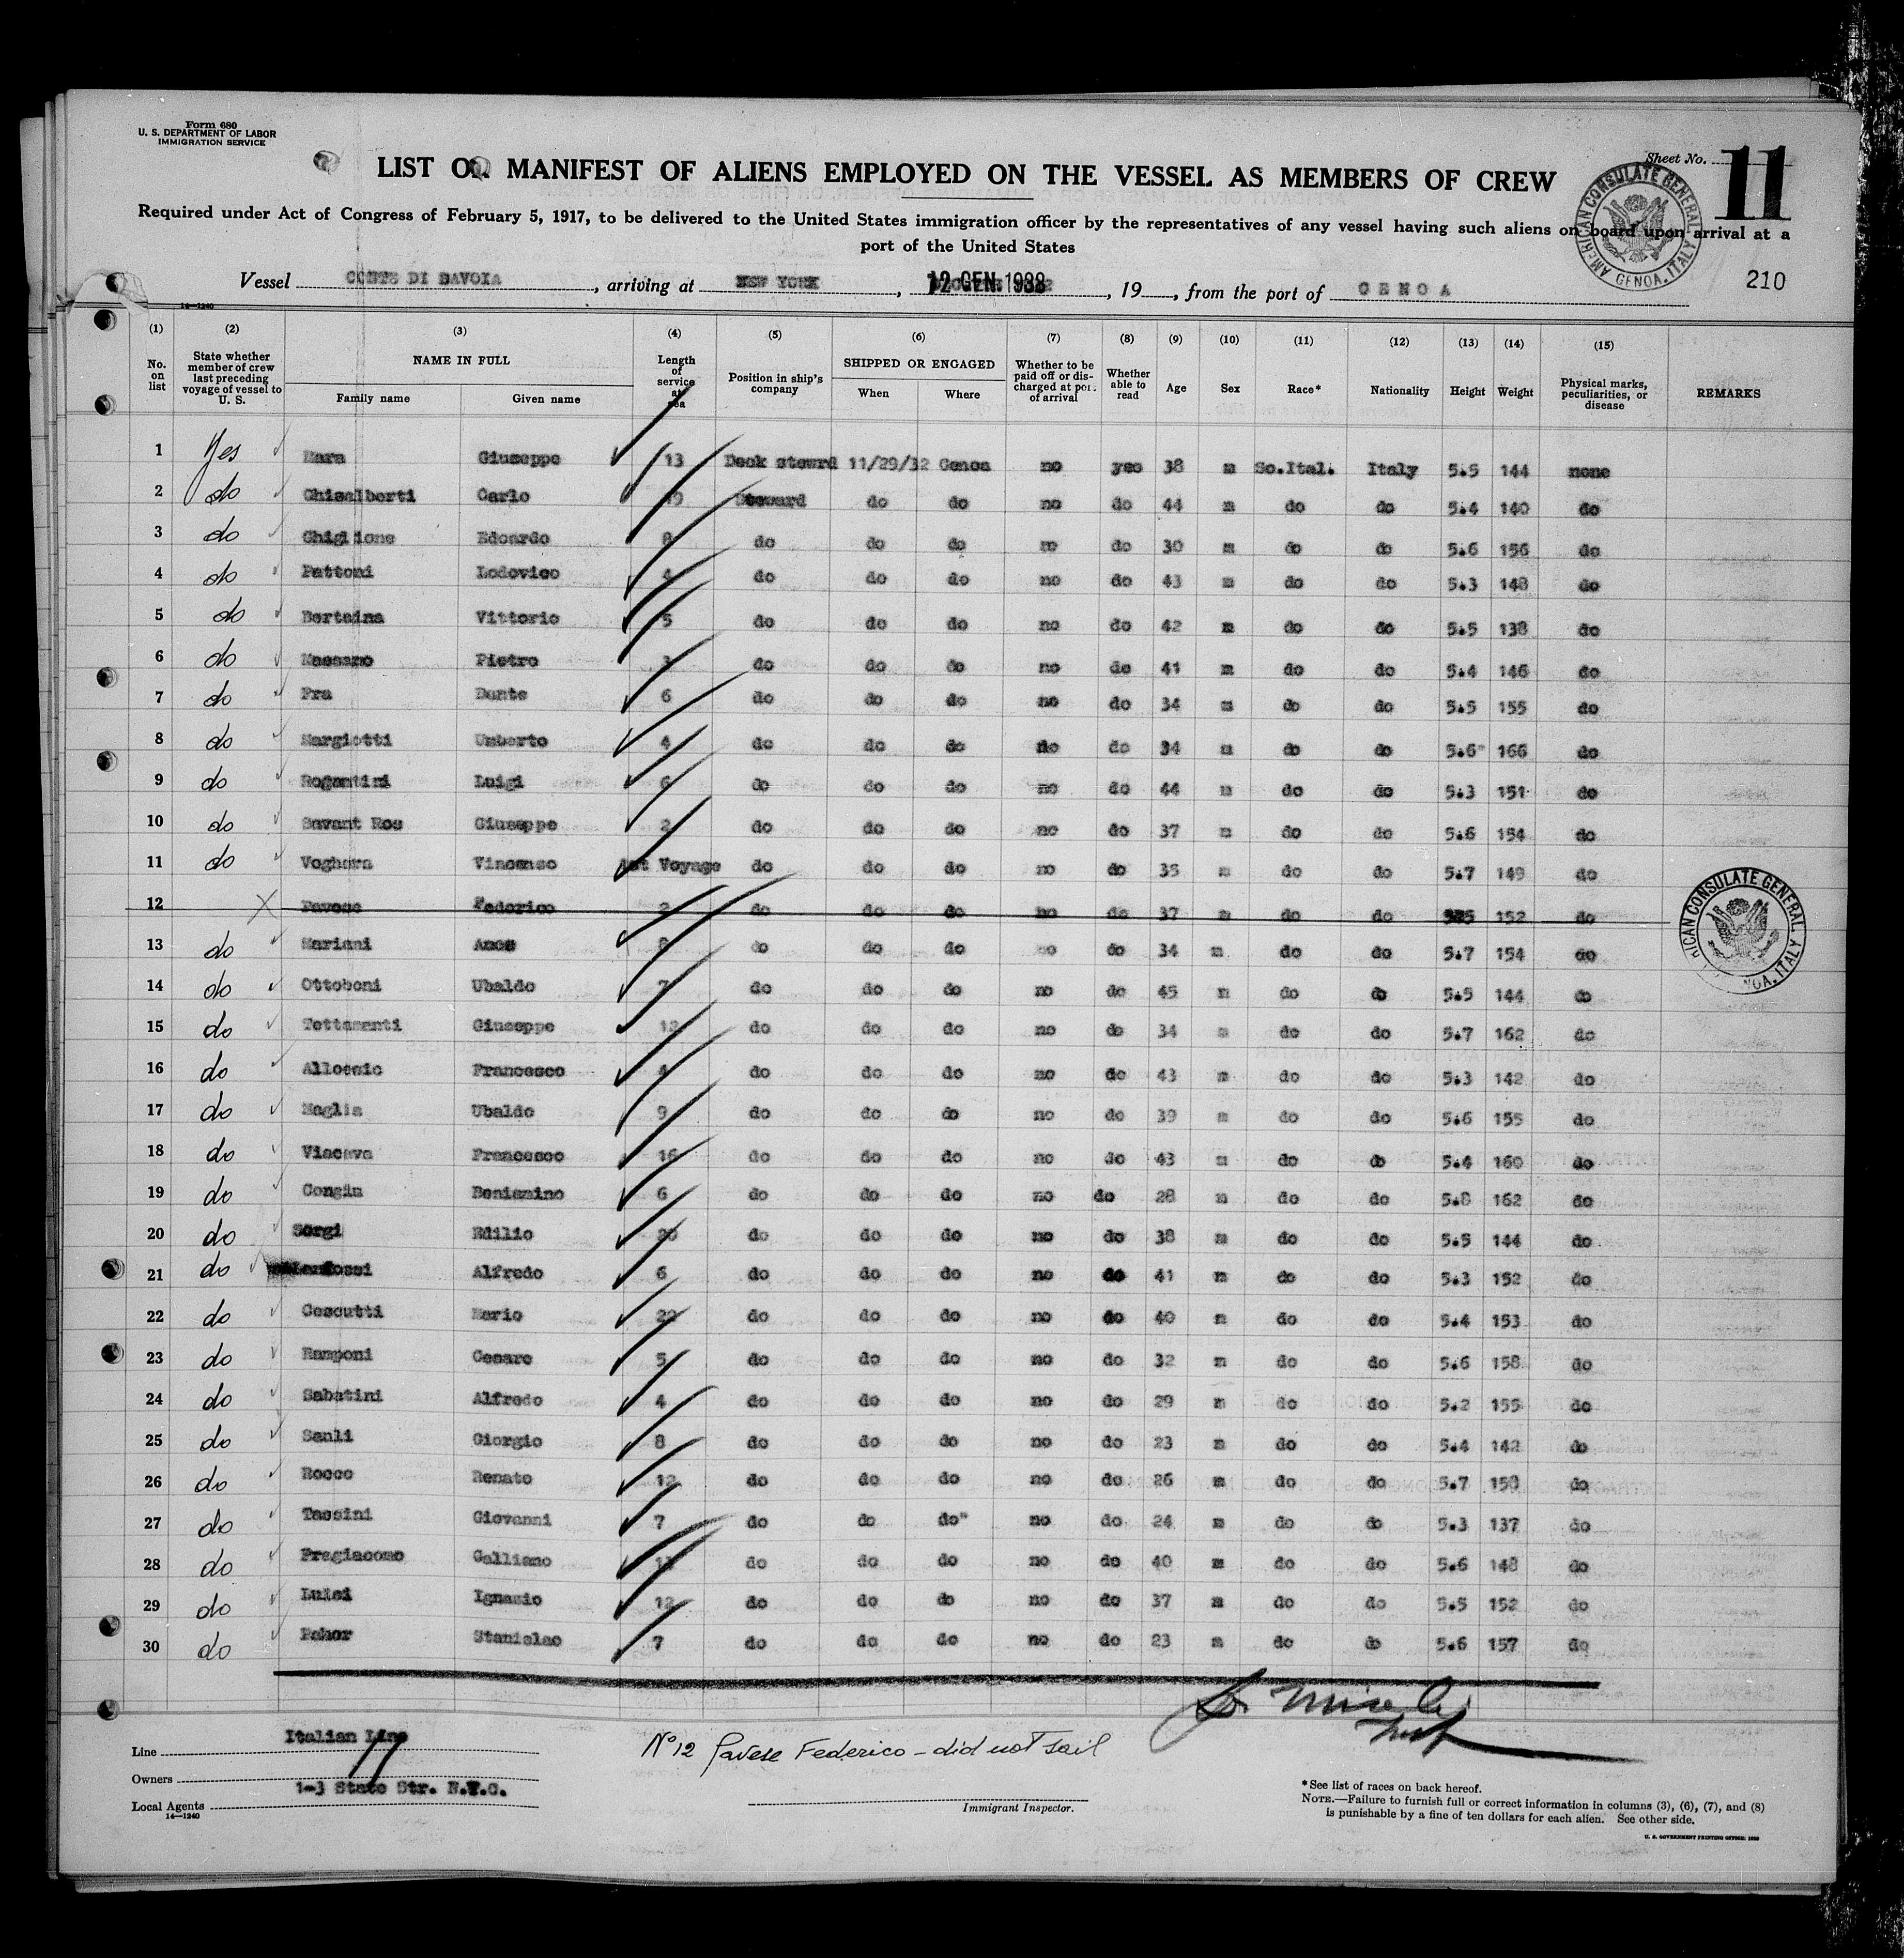 Form 680
U. S. DEPARTMENT OF LABOR
IMMIGRATION SERVICE
LIST OR MANIFEST OF ALIENS EMPLOYED ON THE VESSEL AS MEMBERS OF CREW
Sheet No. 11
Required under Act of Congress of February 5, 1917, to be delivered to the United States immigration officer by the representatives of any vessel having such aliens on board upon arrival at a
port of the United States
AMERICAN CONSULATE GENERAL GENOA, ITALY
210
Vessel CONTE DI SAVOIA, arriving at NEW YORK, 12 GEN. 1933, 19, from the port of GENOA
14—1240
(1) (2) (3) (4) (5) (6) (7) (8) (9) (10) (11) (12) (13) (14) (15)
No. on list | State whether member of crew last preceding voyage of vessel to U. S. | NAME IN FULL Family name Given name | Length of service at sea | Position in ship's company | SHIPPED OR ENGAGED When Where | Whether to be paid off or discharged at port of arrival | Whether able to read | Age | Sex | Race* | Nationality | Height | Weight | Physical marks, peculiarities, or disease | REMARKS
1 Yes Mara Giuseppe 13 Deck steward 11/29/32 Genoa no yes 38 m So.Ital. Italy 5.5 144 none
2 do Ghisalberti Carlo 19 Steward do do no do 44 m do do 5.4 140 do
3 do Ghiglione Edoardo 8 do do do no do 30 m do do 5.6 156 do
4 do Pattoni Lodovico 4 do do do no do 43 m do do 5.3 148 do
5 do Bertaina Vittorio 5 do do do no do 42 m do do 5.5 138 do
6 do Massano Pietro 3 do do do no do 41 m do do 5.4 146 do
7 do Fra Dante 6 do do do no do 34 m do do 5.5 155 do
8 do Margiotti Umberto 4 do do do no do 34 m do do 5.6 166 do
9 do Rogantini Luigi 6 do do do no do 44 m do do 5.3 151 do
10 do Savant Ros Giuseppe 2 do do do no do 37 m do do 5.6 154 do
11 do Voghera Vincenso 1st Voyage do do do no do 35 m do do 5.7 149 do
12 Pavese Federico 2 do do do no do 37 m do do 152 do
13 do Mariani Amos 8 do do do no do 34 m do do 5.7 154 do
14 do Ottoboni Ubaldo 7 do do do no do 45 m do do 5.5 144 do
15 do Tettamanti Giuseppe 12 do do do no do 34 m do do 5.7 162 do
16 do Alloesio Francesco 4 do do do no do 43 m do do 5.3 142 do
17 do Maglia Ubaldo 9 do do do no do 39 m do do 5.6 155 do
18 do Viacava Francesco 16 do do do no do 43 m do do 5.4 160 do
19 do Congiu Beniamino 6 do do do no do 28 m do do 5.8 162 do
20 do Sorgi Edilio 20 do do do no do 38 m do do 5.5 144 do
21 do Alfredo 6 do do do no do 41 m do do 5.3 152 do
22 do Cescutti Mario 22 do do do no do 40 m do do 5.4 153 do
23 do Ramponi Cesare 5 do do do no do 32 m do do 5.6 158 do
24 do Sabatini Alfredo 4 do do do no do 29 m do do 5.2 155 do
25 do Sanli Giorgio 8 do do do no do 23 m do do 5.4 142 do
26 do Rocco Renato 12 do do do no do 26 m do do 5.7 158 do
27 do Tassini Giovanni 7 do do do no do 24 m do do 5.3 137 do
28 do Pregiacomo Galliano do do do no do 40 m do do 5.6 148 do
29 do Luisi Ignazio 12 do do do no do 37 m do do 5.5 152 do
30 do Pahor Stanislao 7 do do do no do 23 m do do 5.6 157 do
Line Italian Line
Owners
1-3 State Str. N.Y.C.
Local Agents
14—1240
Nº12 Pavese Federico - did not sail
Immigrant Inspector.
*See list of races on back hereof.
NOTE.—Failure to furnish full or correct information in columns (3), (6), (7), and (8)
is punishable by a fine of ten dollars for each alien. See other side.
U. S. GOVERNMENT PRINTING OFFICE: 1930